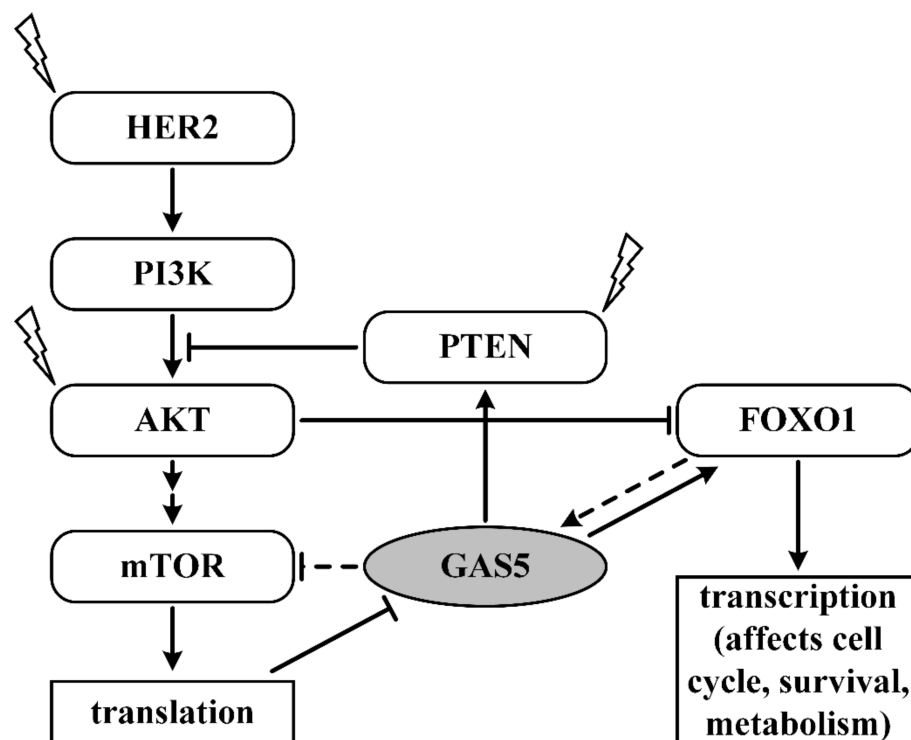 HER2
PI3K
PTEN
AKT
FOXO1
mTOR
GAS5
translation
transcription
(affects cell
cycle, survival,
metabolism)